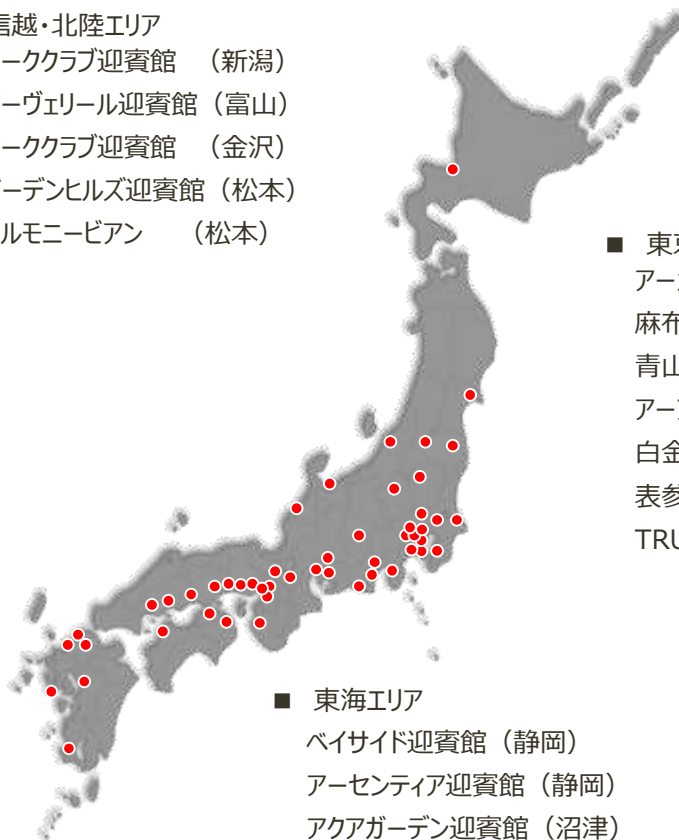 信越・北陸エリア
ーククラブ迎賓館　（新潟）
ーヴェリール迎賓館（富山）
ーククラブ迎賓館　（金沢）
ーデンヒルズ迎賓館（松本）
ルモニービアン　　（松本）
■ 東京
アー
麻布
青山
アー
白金
表参
TRU
■ 東海エリア
ベイサイド迎賓館（静岡）
アーセンティア迎賓館（静岡）
アクアガーデン迎賓館（沼津）